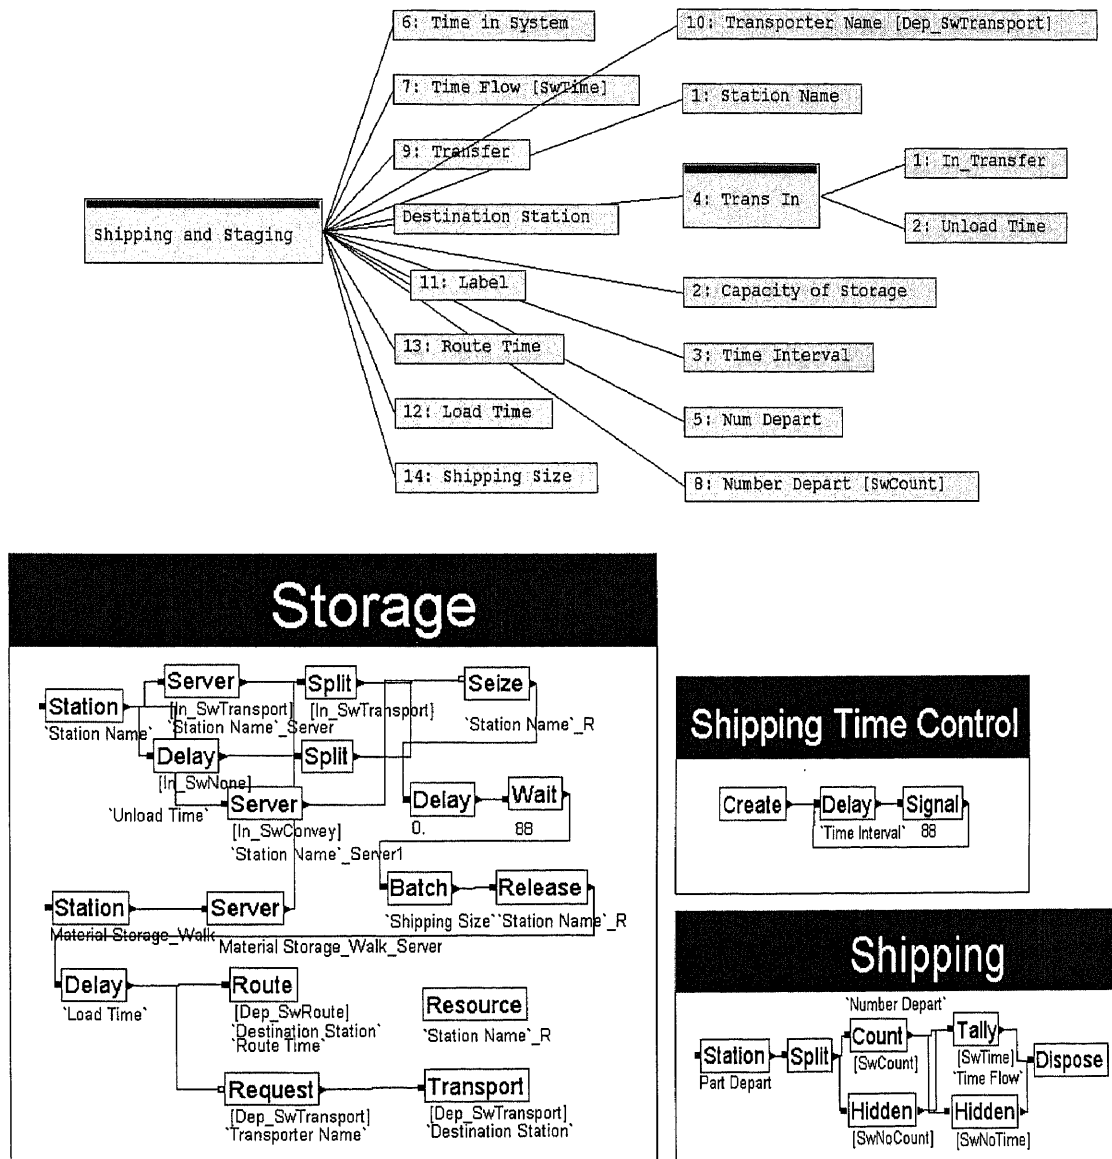 6: Time in System
10: Transporter Name [Dep_SwTransport]
7: Time Flow [SwTime]
1: Station Name
9: Transfer
1: In_Transfer
4: Trans In
Destination Station
2: Unload Time
Shipping and Staging
11: Label
2: Capacity of Storage
13: Route Time
3: Time Interval
12: Load Time
5: Num Depart
14: Shipping Size
8: Number Depart [SwCount]
Storage
Server
Split
Seize
Station
[In_SwTransport]
[In_SwTransport]
`Station Name`
`Station Name`_Server
`Station Name`_R
Delay
Split
[In_SwNone]
`Unload Time`
Server
Delay
Wait
0.
88
[In_SwConvey]
`Station Name`_Server1
Batch
Release
`Shipping Size`
`Station Name`_R
Station
Server
Material Storage_Walk
Material Storage_Walk_Server
Delay
Route
`Load Time`
[Dep_SwRoute]
`Destination Station`
`Route Time`
Resource
`Station Name`_R
Request
Transport
[Dep_SwTransport]
`Transporter Name`
[Dep_SwTransport]
`Destination Station`
Shipping Time Control
Create
Delay
Signal
`Time Interval`
88
Shipping
`Number Depart`
Count
Tally
Station
Split
[SwCount]
[SwTime]
`Time Flow`
Dispose
Part Depart
Hidden
Hidden
[SwNoCount]
[SwNoTime]